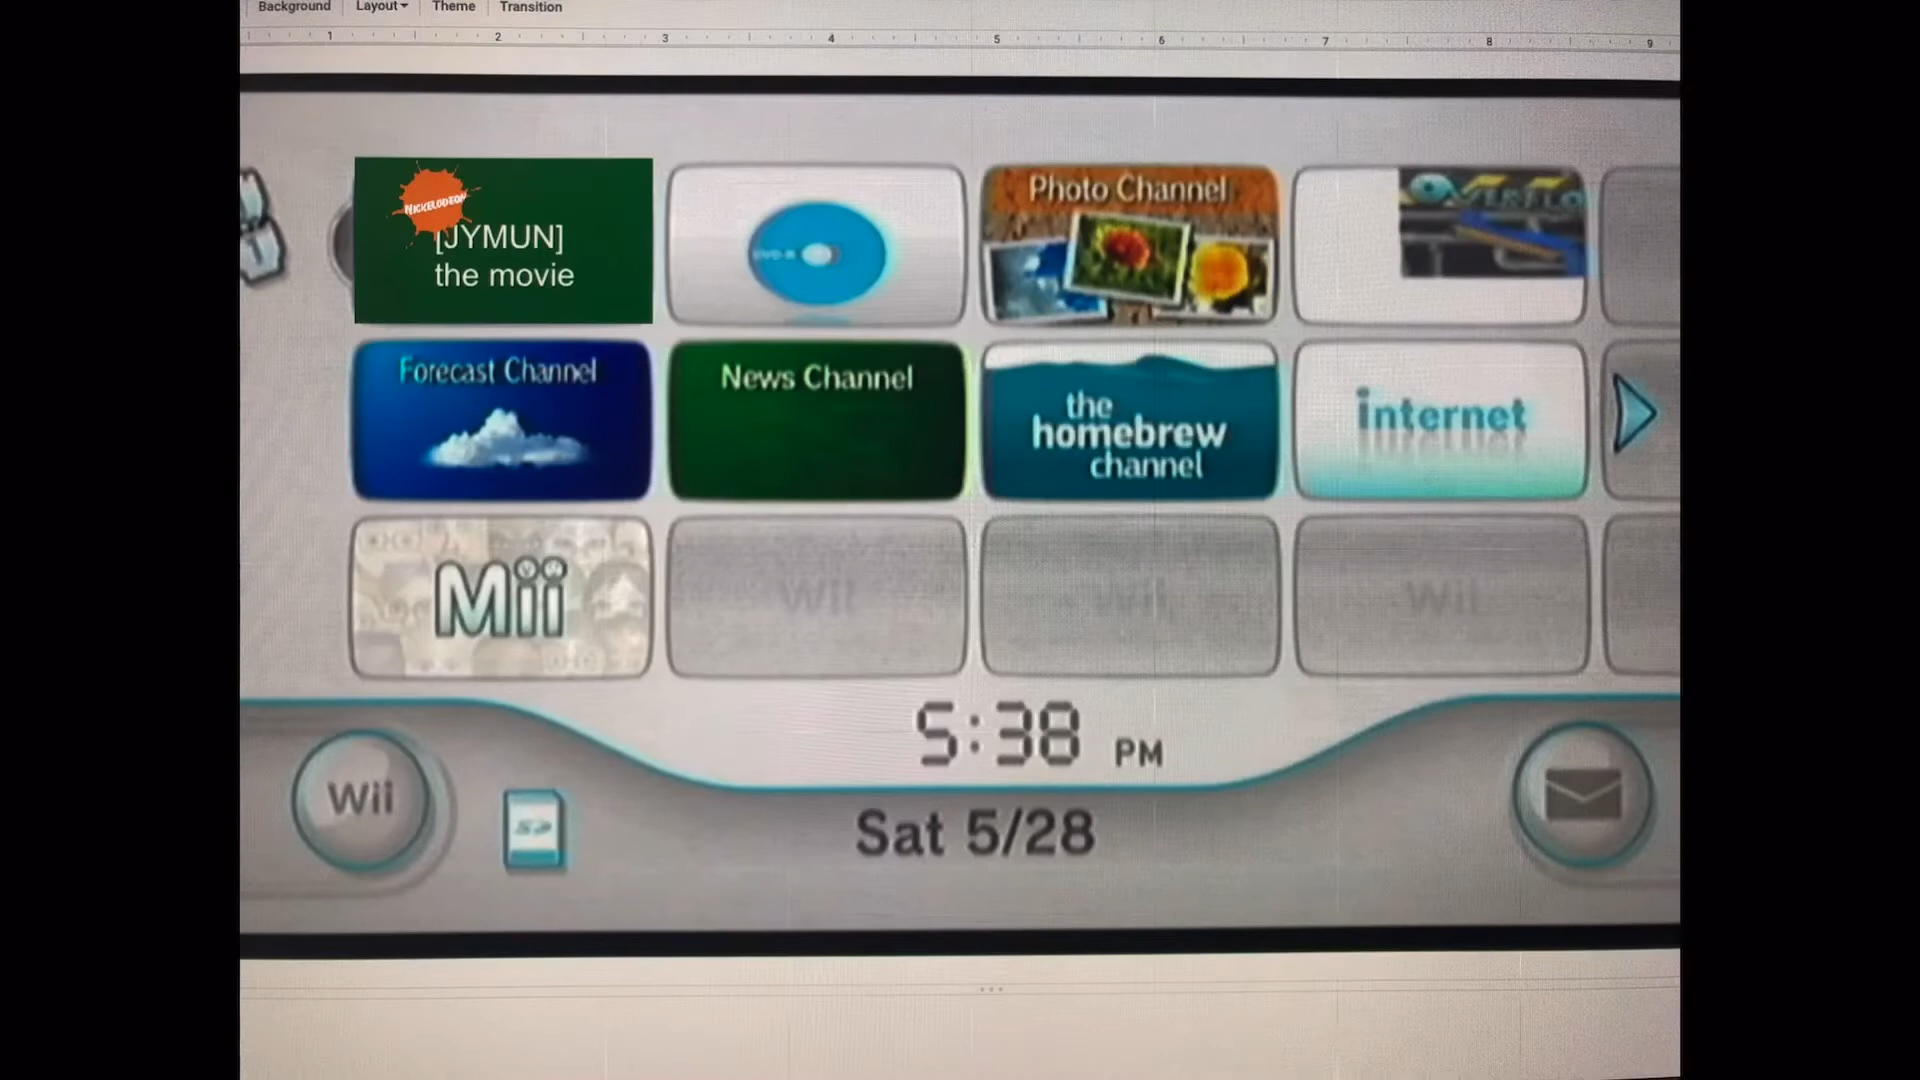 Background Layout Theme Transition
1 2 3 4 5 6 7 8 9
NICKELODEON
[JYMUN]
the movie
DVD-R
Photo Channel
Forecast Channel
News Channel
the
homebrew
channel
internet
Mii
Wii Wii Wii
5:38 PM
Wii
SD
Sat 5/28